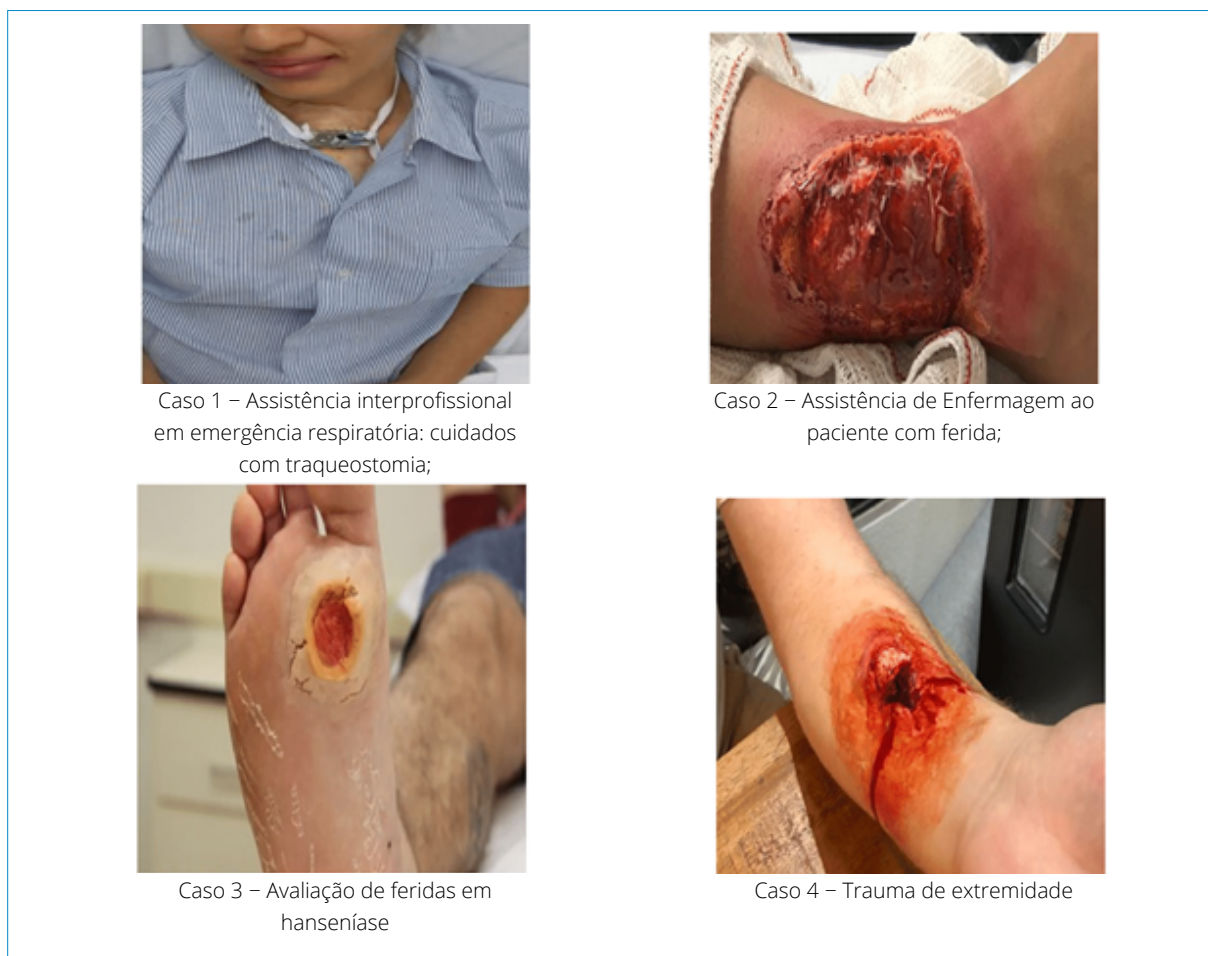 Caso 1 – Assistência interprofissional
em emergência respiratória: cuidados
com traqueostomia;
Caso 2 – Assistência de Enfermagem ao
paciente com ferida;
Caso 3 – Avaliação de feridas em
hanseníase
Caso 4 – Trauma de extremidade